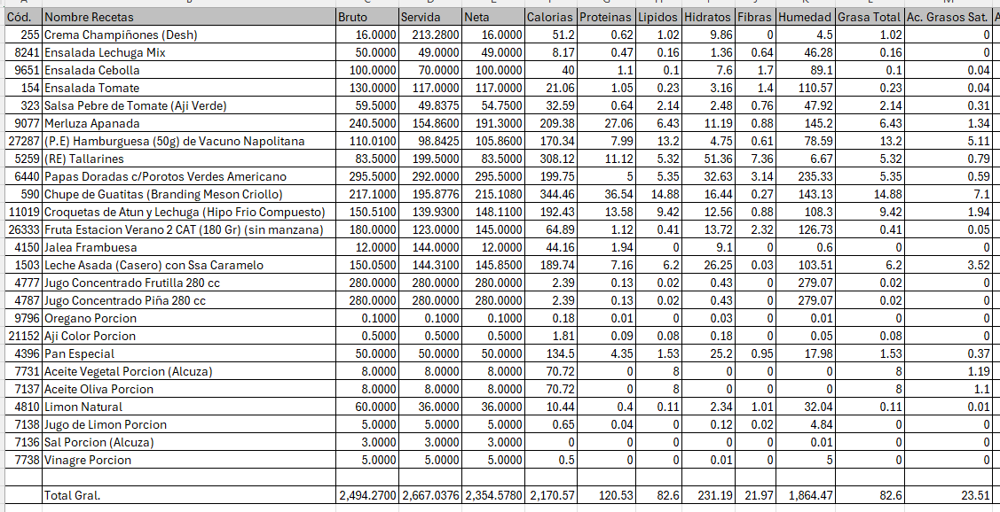 Cód. Nombre Recetas Bruto Servida Neta Calorias Proteinas Lipidos Hidratos Fibras Humedad Grasa Total Ac. Grasos Sat.
255 Crema Champiñones (Desh) 16.0000 213.2800 16.0000 51.2 0.62 1.02 9.86 0 4.5 1.02 0
8241 Ensalada Lechuga Mix 50.0000 49.0000 49.0000 8.17 0.47 0.16 1.36 0.64 46.28 0.16 0
9651 Ensalada Cebolla 100.0000 70.0000 100.0000 40 1.1 0.1 7.6 1.7 89.1 0.1 0.04
154 Ensalada Tomate 130.0000 117.0000 117.0000 21.06 1.05 0.23 3.16 1.4 110.57 0.23 0.04
323 Salsa Pebre de Tomate (Aji Verde) 59.5000 49.8375 54.7500 32.59 0.64 2.14 2.48 0.76 47.92 2.14 0.31
9077 Merluza Apanada 240.5000 154.8600 191.3000 209.38 27.06 6.43 11.19 0.88 145.2 6.43 1.34
27287 (P.E) Hamburguesa (50g) de Vacuno Napolitana 110.0100 98.8425 105.8600 170.34 7.99 13.2 4.75 0.61 78.59 13.2 5.11
5259 (RE) Tallarines 83.5000 199.5000 83.5000 308.12 11.12 5.32 51.36 7.36 6.67 5.32 0.79
6440 Papas Doradas c/Porotos Verdes Americano 295.5000 292.0000 295.5000 199.75 5 5.35 32.63 3.14 235.33 5.35 0.59
590 Chupe de Guatitas (Branding Meson Criollo) 217.1000 195.8776 215.1080 344.46 36.54 14.88 16.44 0.27 143.13 14.88 7.1
11019 Croquetas de Atun y Lechuga (Hipo Frio Compuesto) 150.5100 139.9300 148.1100 192.43 13.58 9.42 12.56 0.88 108.3 9.42 1.94
26333 Fruta Estacion Verano 2 CAT (180 Gr) (sin manzana) 180.0000 123.0000 145.0000 64.89 1.12 0.41 13.72 2.32 126.73 0.41 0.05
4150 Jalea Frambuesa 12.0000 144.0000 12.0000 44.16 1.94 0 9.1 0 0.6 0 0
1503 Leche Asada (Casero) con Ssa Caramelo 150.0500 144.3100 145.8500 189.74 7.16 6.2 26.25 0.03 103.51 6.2 3.52
4777 Jugo Concentrado Frutilla 280 cc 280.0000 280.0000 280.0000 2.39 0.13 0.02 0.43 0 279.07 0.02 0
4787 Jugo Concentrado Piña 280 cc 280.0000 280.0000 280.0000 2.39 0.13 0.02 0.43 0 279.07 0.02 0
9796 Oregano Porcion 0.1000 0.1000 0.1000 0.18 0.01 0 0.03 0 0.01 0 0
21152 Aji Color Porcion 0.5000 0.5000 0.5000 1.81 0.09 0.08 0.18 0 0.05 0.08 0
4396 Pan Especial 50.0000 50.0000 50.0000 134.5 4.35 1.53 25.2 0.95 17.98 1.53 0.37
7731 Aceite Vegetal Porcion (Alcuza) 8.0000 8.0000 8.0000 70.72 0 8 0 0 0 8 1.19
7137 Aceite Oliva Porcion 8.0000 8.0000 8.0000 70.72 0 8 0 0 0 8 1.1
4810 Limon Natural 60.0000 36.0000 36.0000 10.44 0.4 0.11 2.34 1.01 32.04 0.11 0.01
7138 Jugo de Limon Porcion 5.0000 5.0000 5.0000 0.65 0.04 0 0.12 0.02 4.84 0 0
7136 Sal Porcion (Alcuza) 3.0000 3.0000 3.0000 0 0 0 0 0 0.01 0 0
7738 Vinagre Porcion 5.0000 5.0000 5.0000 0.5 0 0 0.01 0 5 0 0
Total Gral. 2,494.2700 2,667.0376 2,354.5780 2,170.57 120.53 82.6 231.19 21.97 1,864.47 82.6 23.51